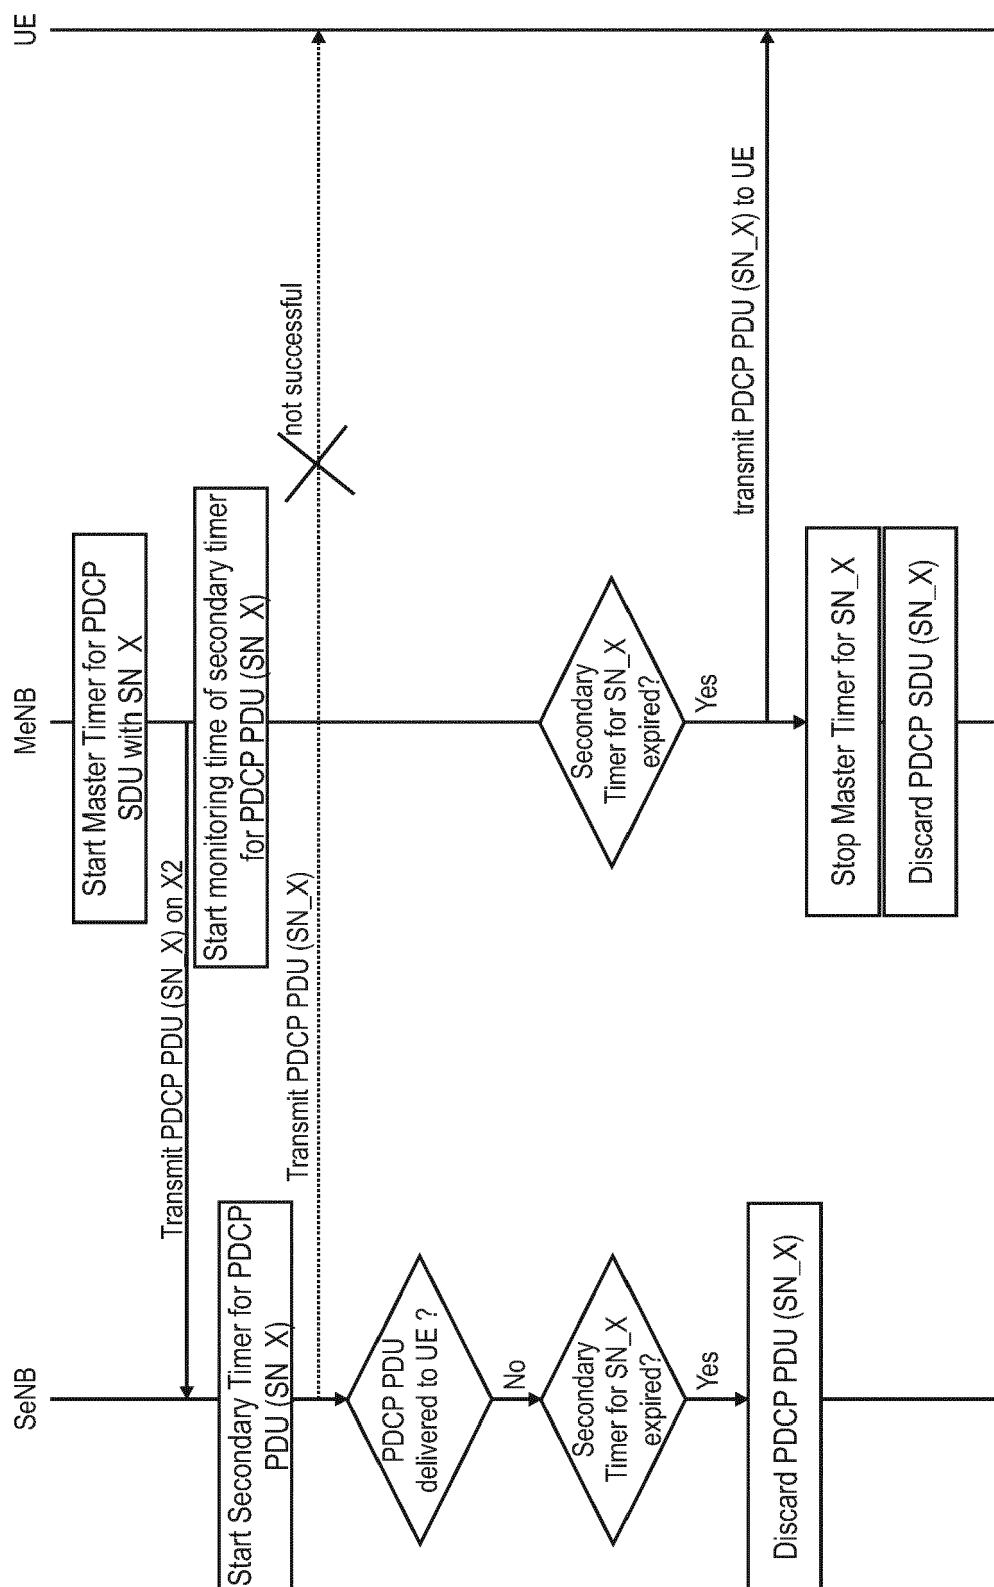 SeNB
MeNB
UE
Start Master Timer for PDCP
SDU with SN_X
Transmit PDCP PDU (SN_X) on X2
Start monitoring time of secondary timer
for PDCP PDU (SN_X)
Start Secondary Timer for PDCP
PDU (SN_X)
Transmit PDCP PDU (SN_X)
not successful
PDCP PDU
delivered to UE ?
No
Secondary
Timer for SN_X
expired?
Yes
Secondary
Timer for SN_X
expired?
Yes
Discard PDCP PDU (SN_X)
transmit PDCP PDU (SN_X) to UE
Stop Master Timer for SN_X
Discard PDCP SDU (SN_X)